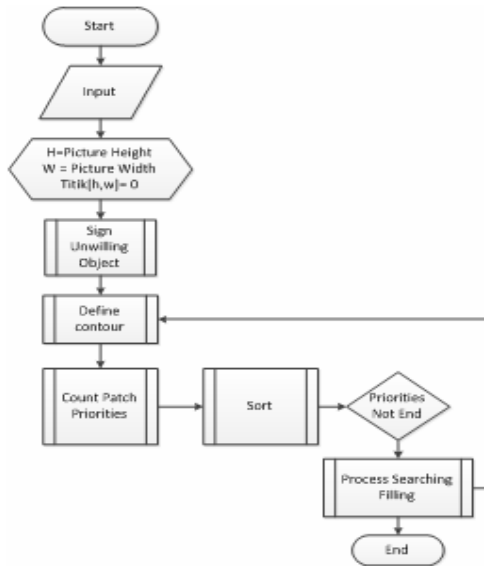 Start
Input
H=Picture Height
W = Picture Width
Titik[h,w]= 0
Sign
Unwilling
Object
Define
contour
Count Patch
Priorities
Sort
Priorities
Not End
Process Searching
Filling
End